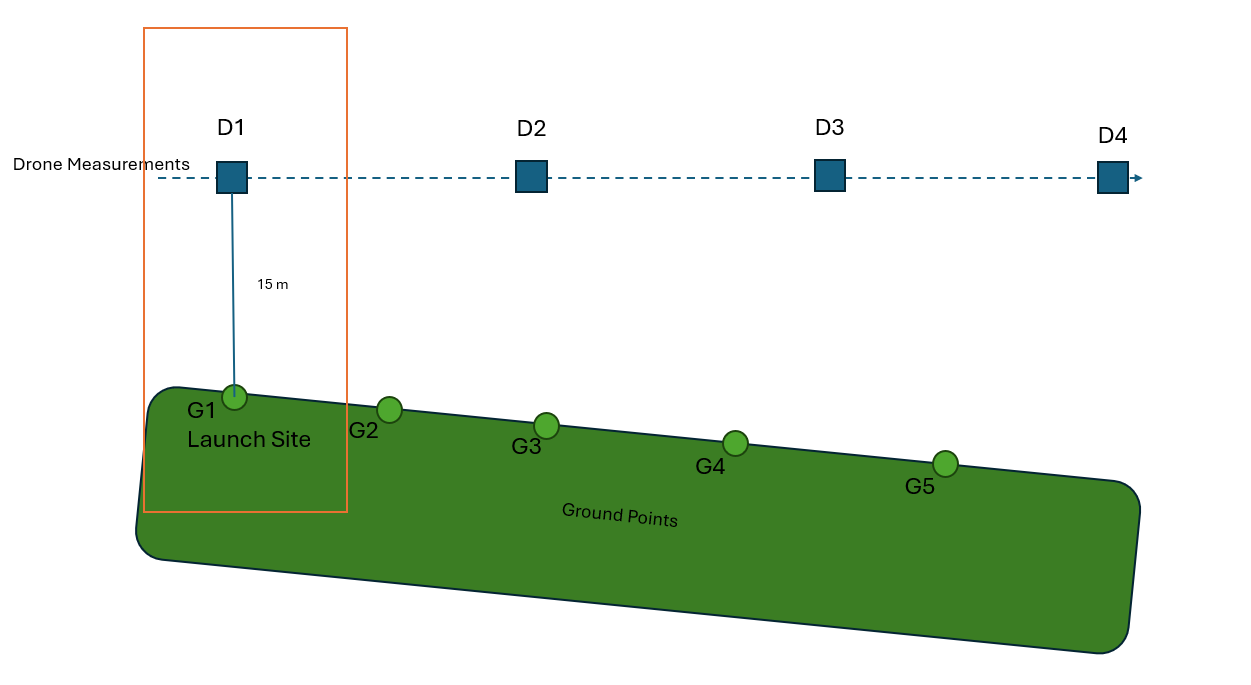 D1
D2
D3
D4
Drone Measurements
15 m
G1
Launch Site
G2
G3
G4
G5
Ground Points